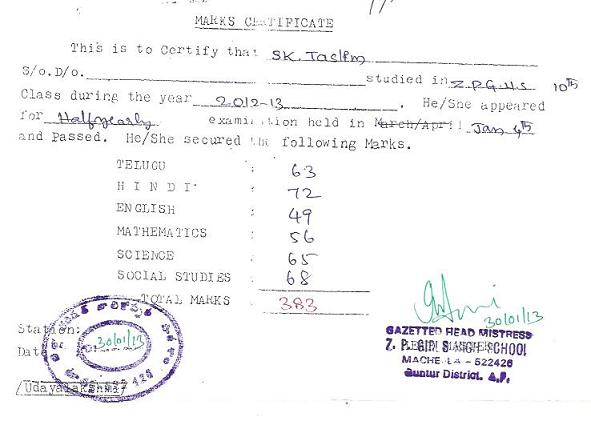 MARKS CERTIFICATE
This is to Certify that SK. Taslim
S/o.D/o. studied in Z.P.G.H.S 10th
Class during the year 2012-13. He/She appeared
for Halfyearly examination held in March/April Jan 4th
and Passed. He/She secured the following Marks.
TELUGU : 63
HINDI : 72
ENGLISH : 49
MATHEMATICS : 56
SCIENCE : 65
SOCIAL STUDIES : 68
TOTAL MARKS : 383
30/01/13
Station:
GAZETTED HEAD MISTRESS
Date 30/01/13
Z. P. GIRLS HIGH SCHOOL
MACHERLA - 522426
Guntur District. A.P.
/Udayalakshmi/